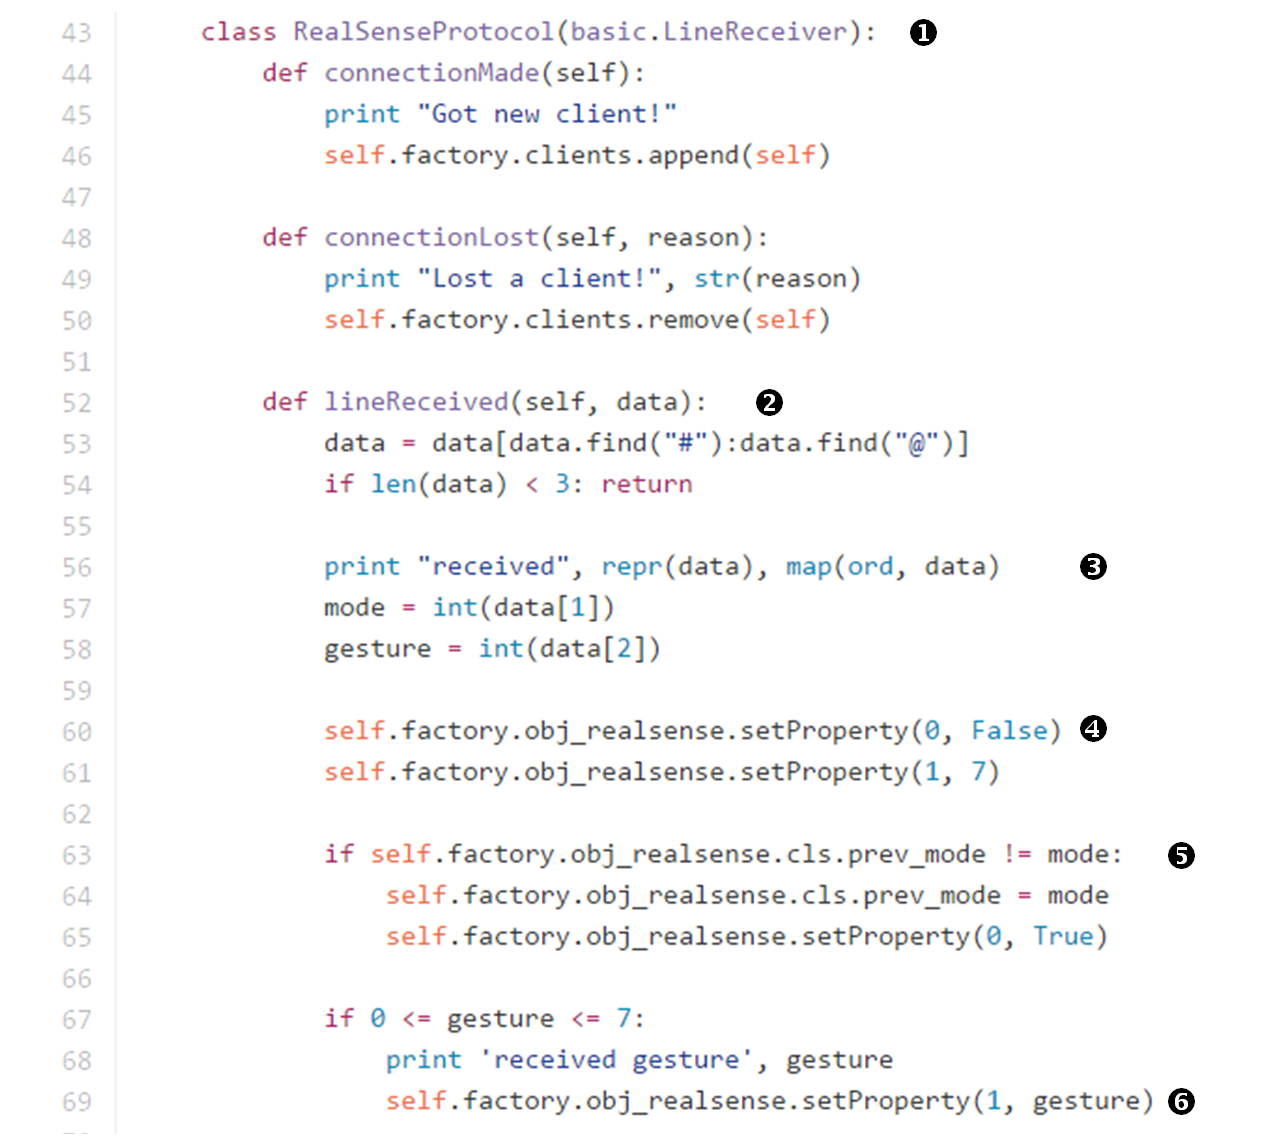 43 class RealSenseProtocol(basic.LineReceiver): ❶
44 def connectionMade(self):
45 print "Got new client!"
46 self.factory.clients.append(self)
47
48 def connectionLost(self, reason):
49 print "Lost a client!", str(reason)
50 self.factory.clients.remove(self)
51
52 def lineReceived(self, data): ❷
53 data = data[data.find("#"):data.find("@")]
54 if len(data) < 3: return
55
56 print "received", repr(data), map(ord, data) ❸
57 mode = int(data[1])
58 gesture = int(data[2])
59
60 self.factory.obj_realsense.setProperty(0, False) ❹
61 self.factory.obj_realsense.setProperty(1, 7)
62
63 if self.factory.obj_realsense.cls.prev_mode != mode: ❺
64 self.factory.obj_realsense.cls.prev_mode = mode
65 self.factory.obj_realsense.setProperty(0, True)
66
67 if 0 <= gesture <= 7:
68 print 'received gesture', gesture
69 self.factory.obj_realsense.setProperty(1, gesture) ❻